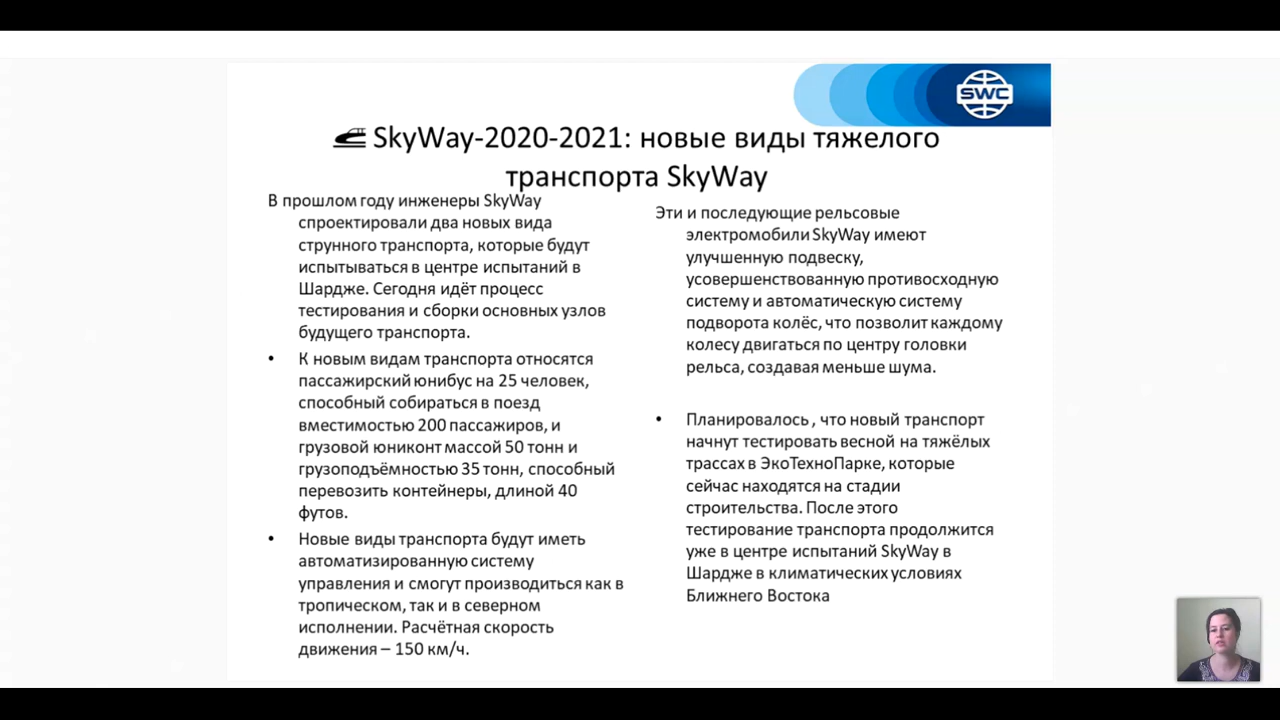 SWC
SkyWay-2020-2021: новые виды тяжелого
транспорта SkyWay
В прошлом году инженеры SkyWay
спроектировали два новых вида
струнного транспорта, которые будут
испытываться в центре испытаний в
Шардже. Сегодня идёт процесс
тестирования и сборки основных узлов
будущего транспорта.
• К новым видам транспорта относятся
пассажирский юнибус на 25 человек,
способный собираться в поезд
вместимостью 200 пассажиров, и
грузовой юниконт массой 50 тонн и
грузоподъёмностью 35 тонн, способный
перевозить контейнеры, длиной 40
футов.
• Новые виды транспорта будут иметь
автоматизированную систему
управления и смогут производиться как в
тропическом, так и в северном
исполнении. Расчётная скорость
движения – 150 км/ч.
Эти и последующие рельсовые
электромобили SkyWay имеют
улучшенную подвеску,
усовершенствованную противосходную
систему и автоматическую систему
подворота колёс, что позволит каждому
колесу двигаться по центру головки
рельса, создавая меньше шума.
• Планировалось , что новый транспорт
начнут тестировать весной на тяжёлых
трассах в ЭкоТехноПарке, которые
сейчас находятся на стадии
строительства. После этого
тестирование транспорта продолжится
уже в центре испытаний SkyWay в
Шардже в климатических условиях
Ближнего Востока